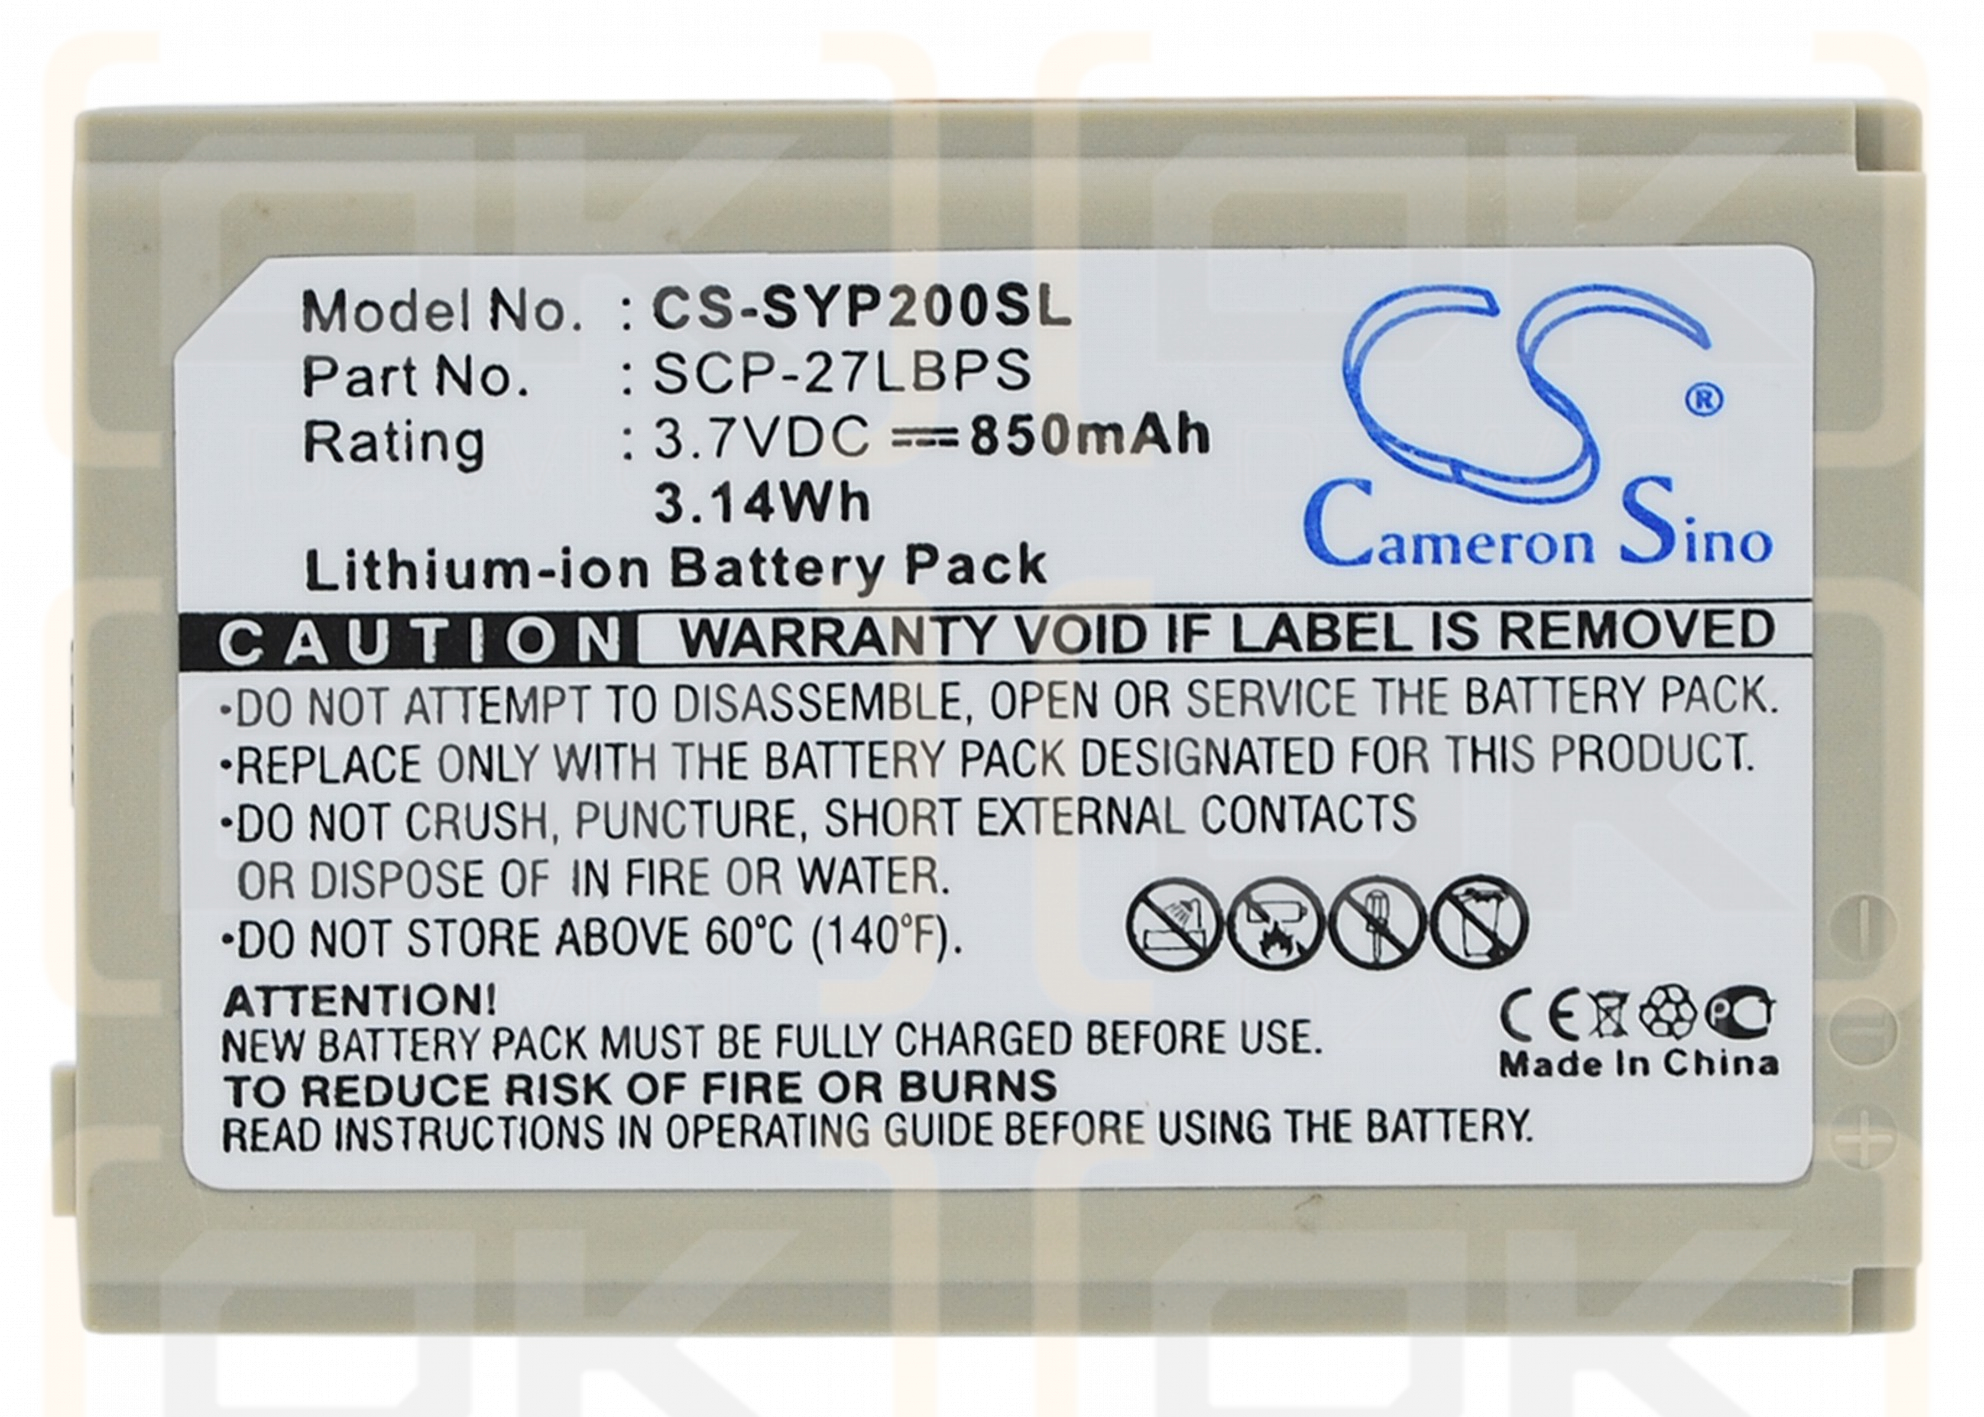 Model No. : CS-SYP200SL
Part No. : SCP-27LBPS
Rating : 3.7VDC 850mAh
3.14Wh
Lithium-ion Battery Pack
CS ®
Cameron Sino
CAUTION WARRANTY VOID IF LABEL IS REMOVED
•DO NOT ATTEMPT TO DISASSEMBLE, OPEN OR SERVICE THE BATTERY PACK.
•REPLACE ONLY WITH THE BATTERY PACK DESIGNATED FOR THIS PRODUCT.
•DO NOT CRUSH, PUNCTURE, SHORT EXTERNAL CONTACTS
OR DISPOSE OF IN FIRE OR WATER.
•DO NOT STORE ABOVE 60°C (140°F).
ATTENTION!
NEW BATTERY PACK MUST BE FULLY CHARGED BEFORE USE.
TO REDUCE RISK OF FIRE OR BURNS
READ INSTRUCTIONS IN OPERATING GUIDE BEFORE USING THE BATTERY.
CE PCT
Made In China
- T +